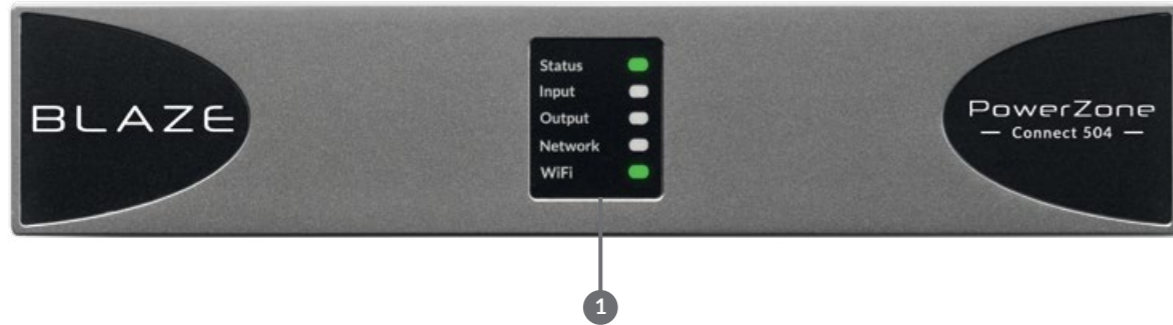 BLAZE
Status
Input
Output
Network
WiFi
PowerZone
— Connect 504 —
1